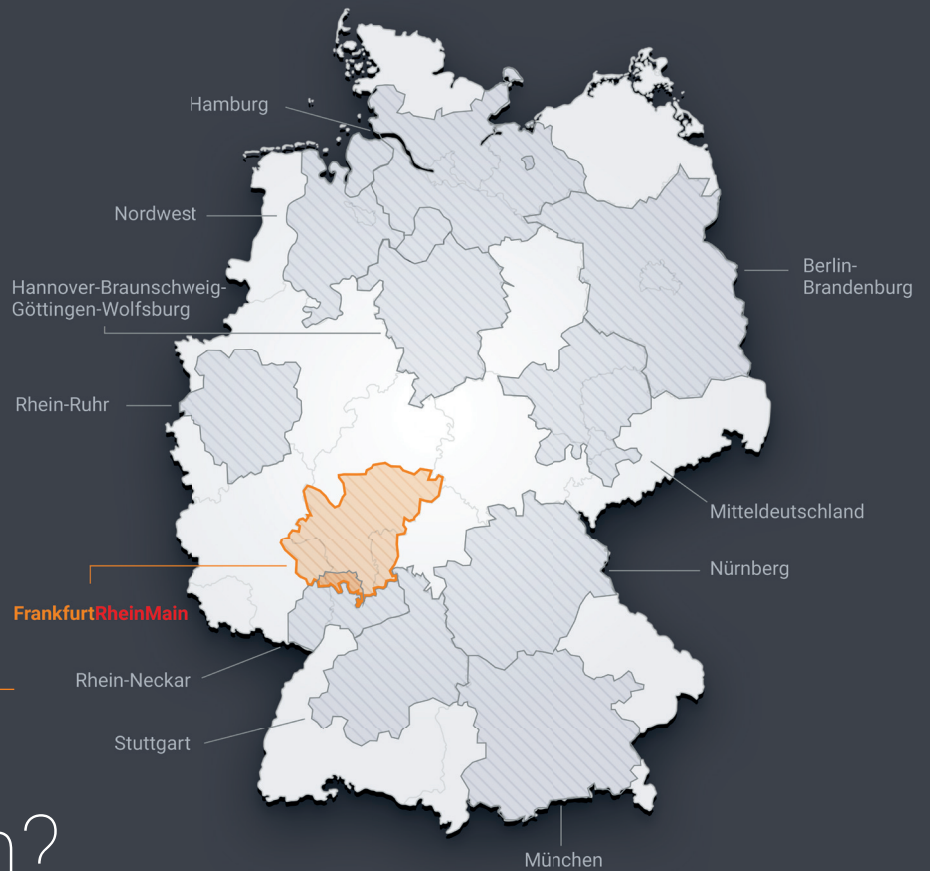 Hamburg
Nordwest
Hannover-Braunschweig-
Göttingen-Wolfsburg
Berlin-
Brandenburg
Rhein-Ruhr
Mitteldeutschland
Nürnberg
FrankfurtRheinMain
Rhein-Neckar
Stuttgart
München